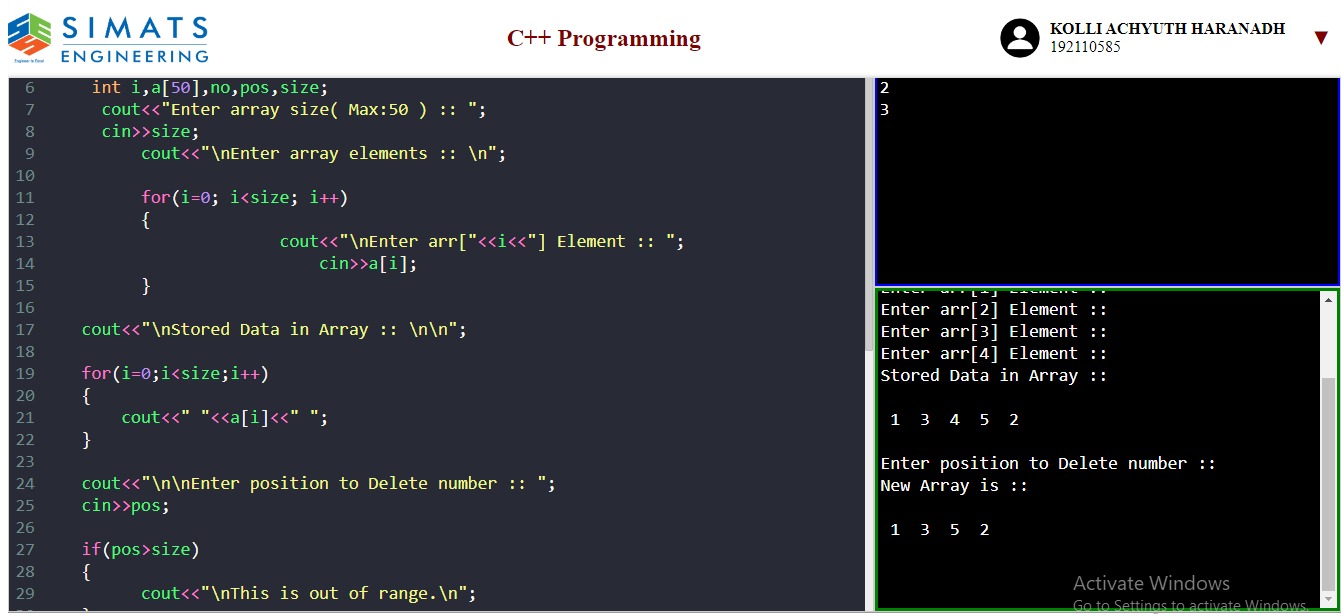 SIMATS
ENGINEERING
Engineer to Excel
C++ Programming
KOLLI ACHYUTH HARANADH
192110585
6 int i,a[50],no,pos,size;
7 cout<<"Enter array size( Max:50 ) :: ";
8 cin>>size;
9 cout<<"\nEnter array elements :: \n";
10
11 for(i=0; i<size; i++)
12 {
13 cout<<"\nEnter arr["<<i<<"] Element :: ";
14 cin>>a[i];
15 }
16
17 cout<<"\nStored Data in Array :: \n\n";
18
19 for(i=0;i<size;i++)
20 {
21 cout<<" "<<a[i]<<" ";
22 }
23
24 cout<<"\n\nEnter position to Delete number :: ";
25 cin>>pos;
26
27 if(pos>size)
28 {
29 cout<<"\nThis is out of range.\n";
2
3
Enter arr[1] Element ::
Enter arr[2] Element ::
Enter arr[3] Element ::
Enter arr[4] Element ::
Stored Data in Array ::
1 3 4 5 2
Enter position to Delete number ::
New Array is ::
1 3 5 2
Activate Windows
Go to Settings to activate Windows.